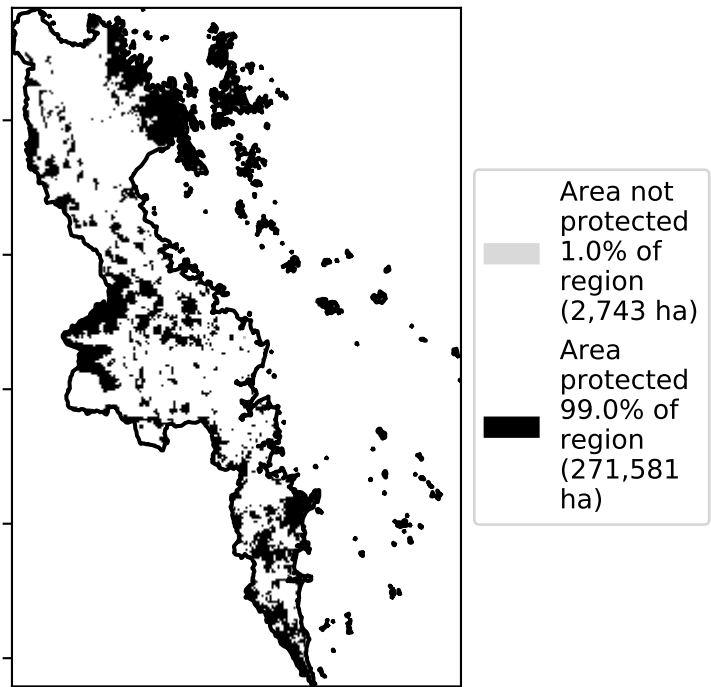 Area not
protected
1.0% of
region
(2,743 ha)
Area
protected
99.0% of
region
(271,581
ha)